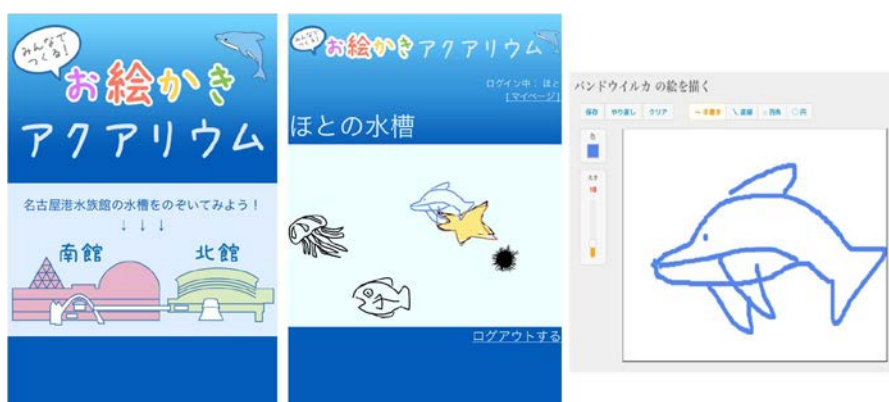 みんなで
つくる！
お絵かき
アクアリウム
名古屋港水族館の水槽をのぞいてみよう！
↓ ↓ ↓
南館
北館
みんなで
つくる！
お絵かきアクアリウム
ログイン中： ほと
[マイページ]
ほとの水槽
ログアウトする
バンドウイルカ の絵を描く
保存 やり直し クリア
～手書き ＼直線 □四角 ○円
色
太さ
10